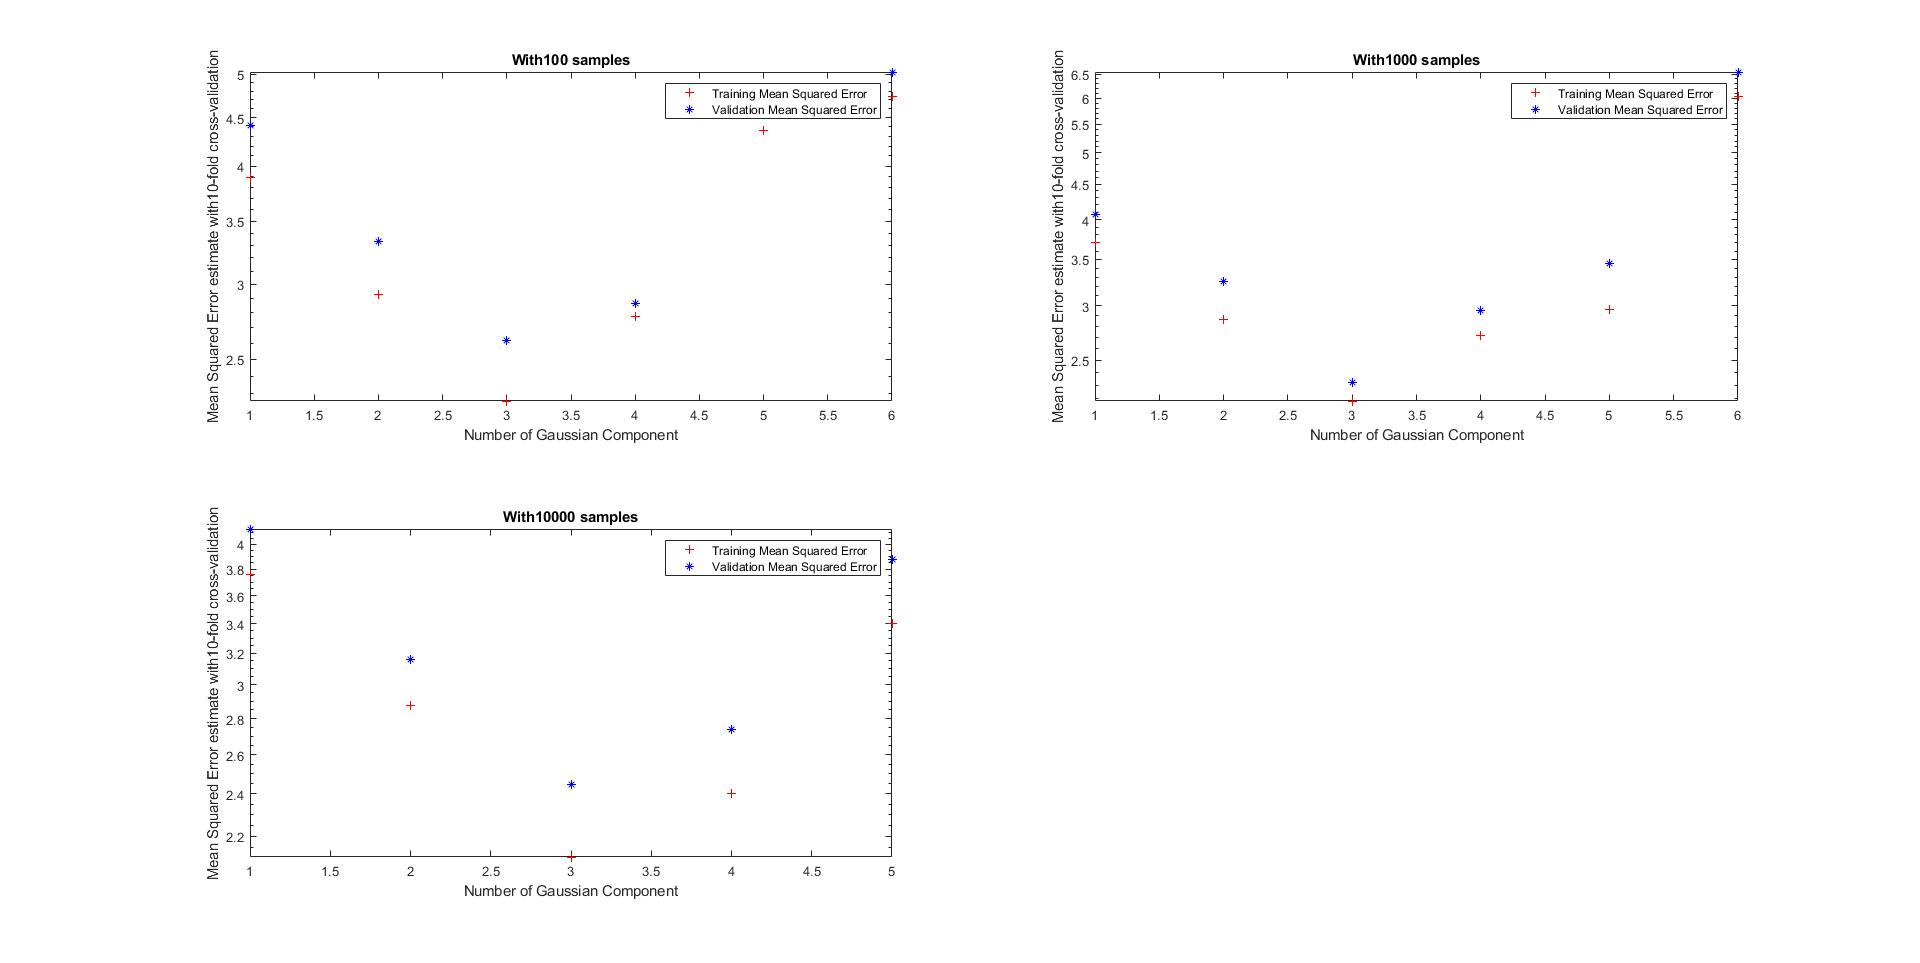 With100 samples
Mean Squared Error estimate with10-fold cross-validation
5
4.5
4
3.5
3
2.5
Training Mean Squared Error
Validation Mean Squared Error
1 1.5 2 2.5 3 3.5 4 4.5 5 5.5 6
Number of Gaussian Component
With1000 samples
Mean Squared Error estimate with10-fold cross-validation
6.5
6
5.5
5
4.5
4
3.5
3
2.5
Training Mean Squared Error
Validation Mean Squared Error
1 1.5 2 2.5 3 3.5 4 4.5 5 5.5 6
Number of Gaussian Component
With10000 samples
Mean Squared Error estimate with10-fold cross-validation
4
3.8
3.6
3.4
3.2
3
2.8
2.6
2.4
2.2
Training Mean Squared Error
Validation Mean Squared Error
1 1.5 2 2.5 3 3.5 4 4.5 5
Number of Gaussian Component